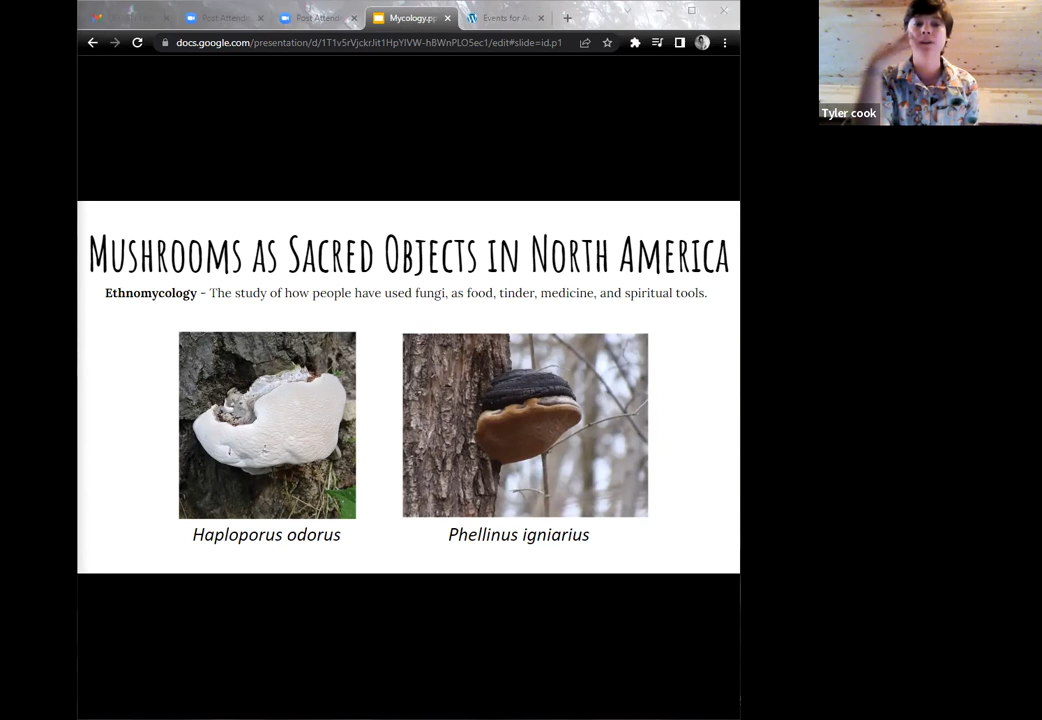 Post Attend
Post Attend
Mycology.pp
Events for A
docs.google.com/presentation/d/1T1v5rVjckrJit1HpYlVW-hBWnPLO5ec1/edit#slide=id.p1
Tyler cook
Mushrooms as Sacred Objects in North America
Ethnomycology - The study of how people have used fungi, as food, tinder, medicine, and spiritual tools.
Haploporus odorus
Phellinus igniarius